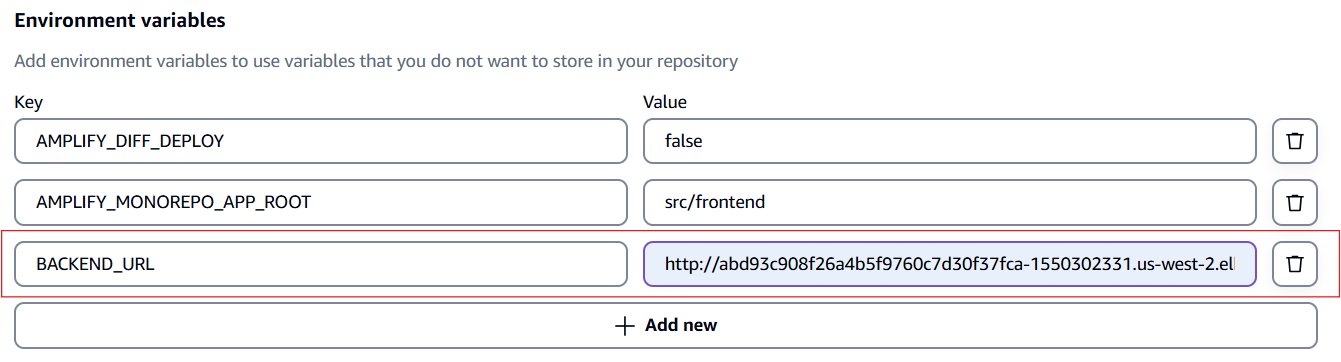 Environment variables
Add environment variables to use variables that you do not want to store in your repository
Key Value
AMPLIFY_DIFF_DEPLOY false
AMPLIFY_MONOREPO_APP_ROOT src/frontend
BACKEND_URL http://abd93c908f26a4b5f9760c7d30f37fca-1550302331.us-west-2.el
Add new